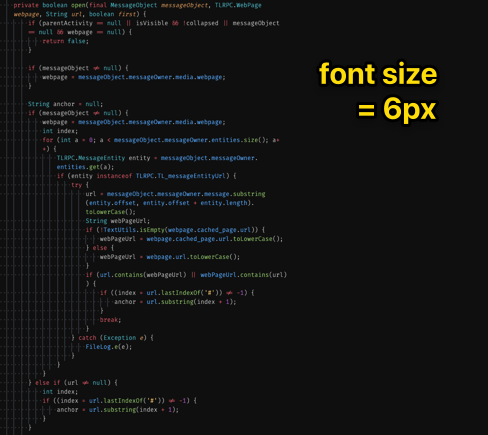 private boolean open(final MessageObject messageObject, TLRPC.WebPage
webpage, String url, boolean first) {
if (parentActivity == null || isVisible && !collapsed || messageObject
== null && webpage == null) {
return false;
}
if (messageObject ≠ null) {
webpage = messageObject.messageOwner.media.webpage;
}
font size
= 6px
String anchor = null;
if (messageObject ≠ null) {
webpage = messageObject.messageOwner.media.webpage;
int index;
for (int a = 0; a < messageObject.messageOwner.entities.size(); a+
+) {
TLRPC.MessageEntity entity = messageObject.messageOwner.
entities.get(a);
if (entity instanceof TLRPC.TL_messageEntityUrl) {
try {
url = messageObject.messageOwner.message.substring
(entity.offset, entity.offset + entity.length).
toLowerCase();
String webPageUrl;
if (!TextUtils.isEmpty(webpage.cached_page.url)) {
webPageUrl = webpage.cached_page.url.toLowerCase();
} else {
webPageUrl = webpage.url.toLowerCase();
}
if (url.contains(webPageUrl) || webPageUrl.contains(url)
) {
if ((index = url.lastIndexOf('#')) ≠ -1) {
anchor = url.substring(index + 1);
}
break;
}
} catch (Exception e) {
FileLog.e(e);
}
}
}
} else if (url ≠ null) {
int index;
if ((index = url.lastIndexOf('#')) ≠ -1) {
anchor = url.substring(index + 1);
}
}